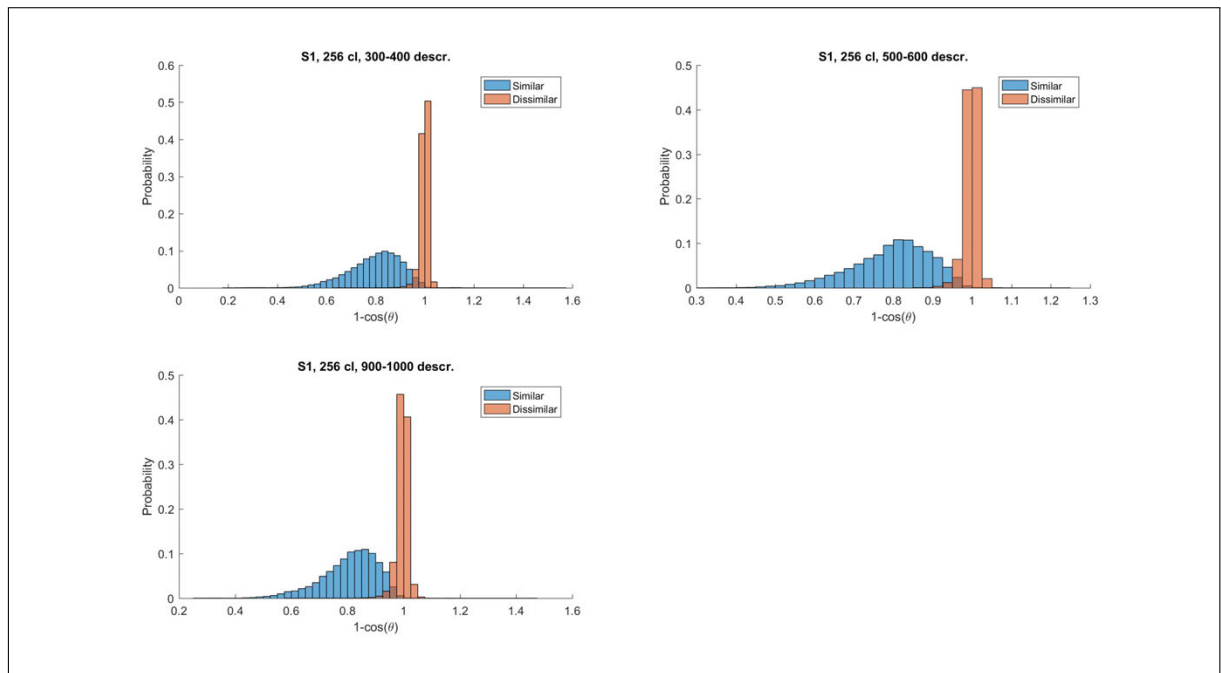 S1, 256 cl, 300-400 descr.
0.6
0.5
0.4
0.3
0.2
0.1
0
Probability
Similar
Dissimilar
0 0.2 0.4 0.6 0.8 1 1.2 1.4 1.6
1-cos(θ)
S1, 256 cl, 500-600 descr.
0.5
0.4
0.3
0.2
0.1
0
Probability
Similar
Dissimilar
0.3 0.4 0.5 0.6 0.7 0.8 0.9 1 1.1 1.2 1.3
1-cos(θ)
S1, 256 cl, 900-1000 descr.
0.5
0.4
0.3
0.2
0.1
0
Probability
Similar
Dissimilar
0.2 0.4 0.6 0.8 1 1.2 1.4 1.6
1-cos(θ)